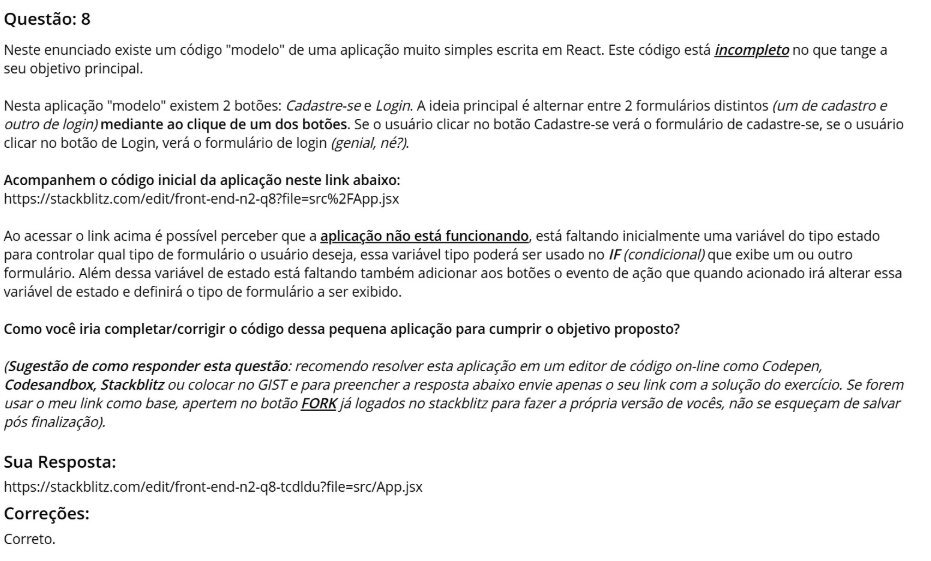 Questão: 8
Neste enunciado existe um código "modelo" de uma aplicação muito simples escrita em React. Este código está incompleto no que tange a
seu objetivo principal.
Nesta aplicação "modelo" existem 2 botões: Cadastre-se e Login. A ideia principal é alternar entre 2 formulários distintos (um de cadastro e
outro de login) mediante ao clique de um dos botões. Se o usuário clicar no botão Cadastre-se verá o formulário de cadastre-se, se o usuário
clicar no botão de Login, verá o formulário de login (genial, né?).
Acompanhem o código inicial da aplicação neste link abaixo:
https://stackblitz.com/edit/front-end-n2-q8?file=src%2FApp.jsx
Ao acessar o link acima é possível perceber que a aplicação não está funcionando, está faltando inicialmente uma variável do tipo estado
para controlar qual tipo de formulário o usuário deseja, essa variável tipo poderá ser usado no IF (condicional) que exibe um ou outro
formulário. Além dessa variável de estado está faltando também adicionar aos botões o evento de ação que quando acionado irá alterar essa
variável de estado e definirá o tipo de formulário a ser exibido.
Como você iria completar/corrigir o código dessa pequena aplicação para cumprir o objetivo proposto?
(Sugestão de como responder esta questão: recomendo resolver esta aplicação em um editor de código on-line como Codepen,
Codesandbox, Stackblitz ou colocar no GIST e para preencher a resposta abaixo envie apenas o seu link com a solução do exercício. Se forem
usar o meu link como base, apertem no botão FORK já logados no stackblitz para fazer a própria versão de vocês, não se esqueçam de salvar
pós finalização).
Sua Resposta:
https://stackblitz.com/edit/front-end-n2-q8-tcdldu?file=src/App.jsx
Correções:
Correto.